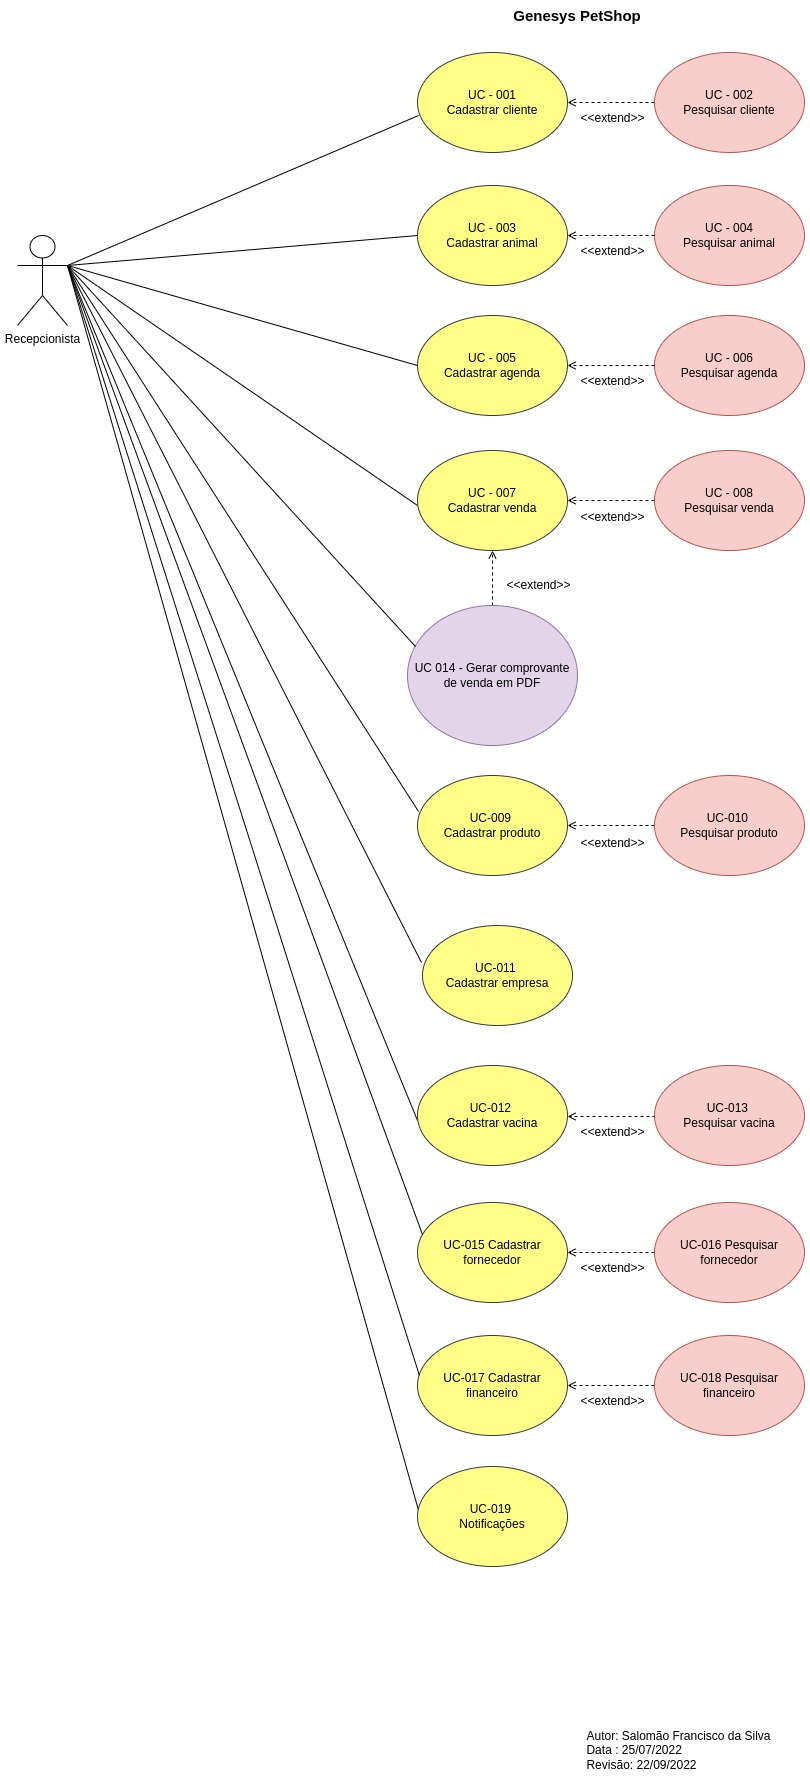 Genesys PetShop
UC - 001
Cadastrar cliente
<<extend>>
UC - 002
Pesquisar cliente
Recepcionista
UC - 003
Cadastrar animal
<<extend>>
UC - 004
Pesquisar animal
UC - 005
Cadastrar agenda
<<extend>>
UC - 006
Pesquisar agenda
UC - 007
Cadastrar venda
<<extend>>
UC - 008
Pesquisar venda
<<extend>>
UC 014 - Gerar comprovante
de venda em PDF
UC-009
Cadastrar produto
<<extend>>
UC-010
Pesquisar produto
UC-011
Cadastrar empresa
UC-012
Cadastrar vacina
<<extend>>
UC-013
Pesquisar vacina
UC-015 Cadastrar
fornecedor
<<extend>>
UC-016 Pesquisar
fornecedor
UC-017 Cadastrar
financeiro
<<extend>>
UC-018 Pesquisar
financeiro
UC-019
Notificações
Autor: Salomão Francisco da Silva
Data : 25/07/2022
Revisão: 22/09/2022